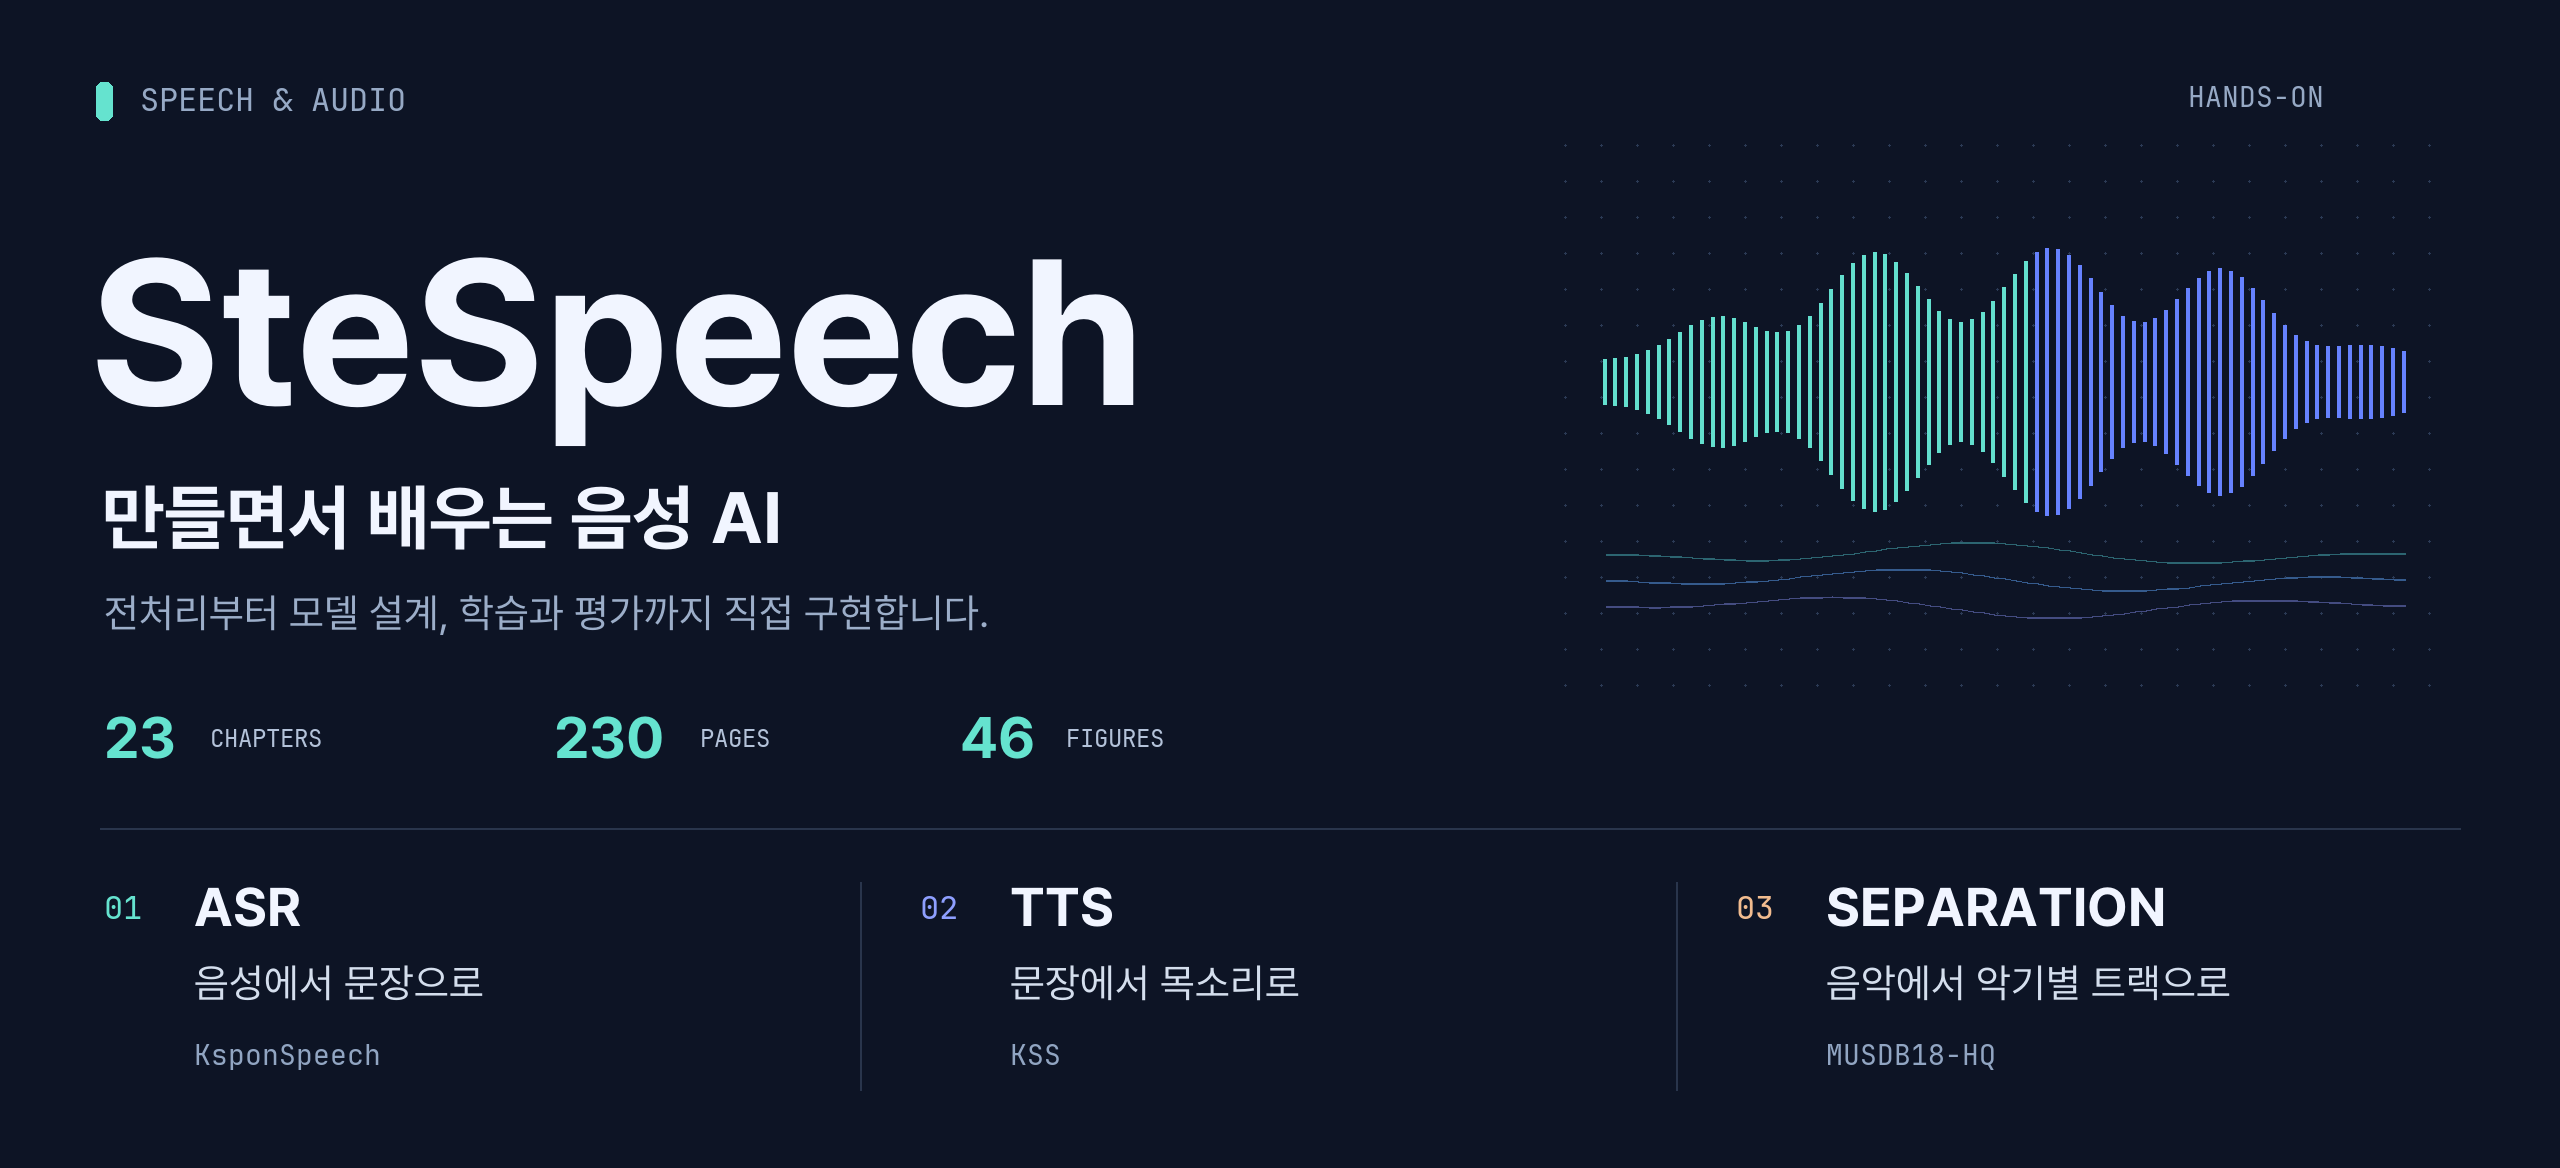 SPEECH & AUDIO
HANDS-ON
SteSpeech
만들면서 배우는 음성 AI
전처리부터 모델 설계, 학습과 평가까지 직접 구현합니다.
23 CHAPTERS 230 PAGES 46 FIGURES
01 ASR
음성에서 문장으로
KsponSpeech
02 TTS
문장에서 목소리로
KSS
03 SEPARATION
음악에서 악기별 트랙으로
MUSDB18-HQ